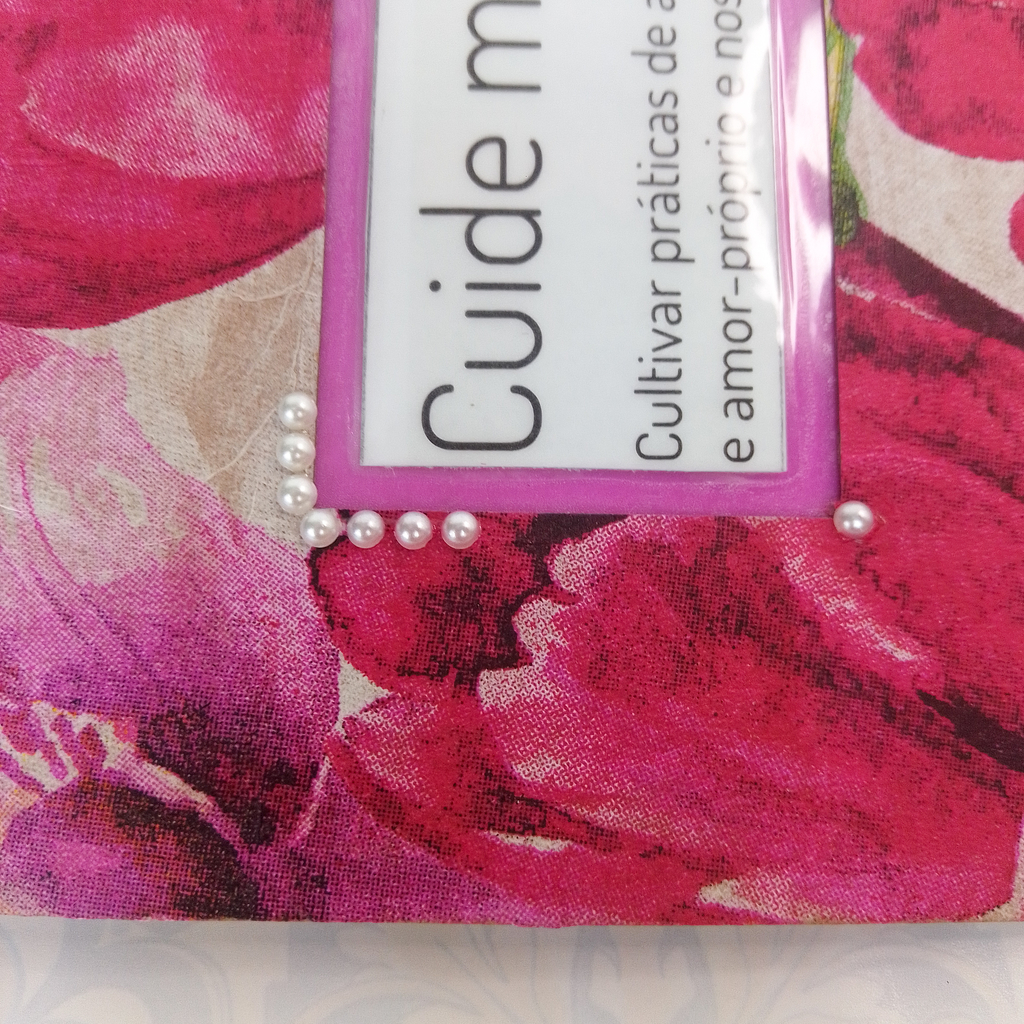 Cuide m
Cultivar práticas de a
e amor-próprio e nos